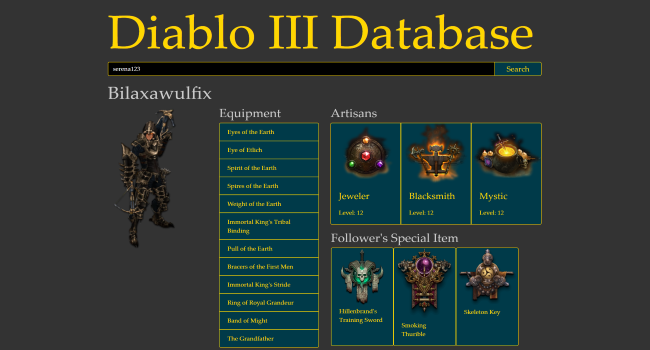 Diablo III Database
serena123
Search
Bilaxawulfix
Equipment
Eyes of the Earth
Eye of Etlich
Spirit of the Earth
Spires of the Earth
Weight of the Earth
Immortal King's Tribal
Binding
Pull of the Earth
Bracers of the First Men
Immortal King's Stride
Ring of Royal Grandeur
Band of Might
The Grandfather
Artisans
Jeweler
Level: 12
Blacksmith
Level: 12
Mystic
Level: 12
Follower's Special Item
Hillenbrand's
Training Sword
Smoking
Thurible
Skeleton Key